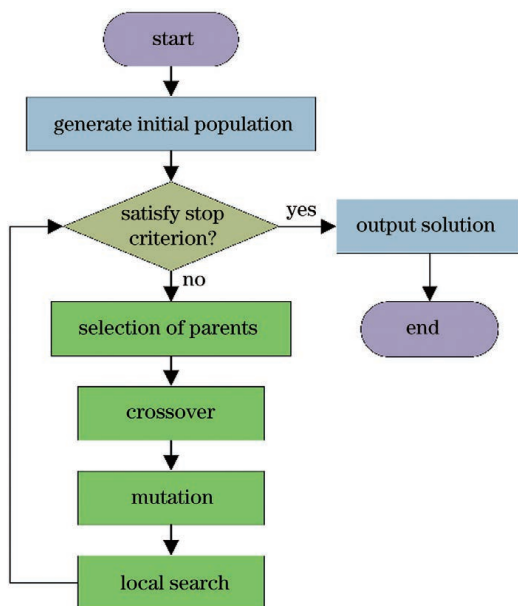 start
generate initial population
satisfy stop
criterion?
yes
output solution
no
end
selection of parents
crossover
mutation
local search